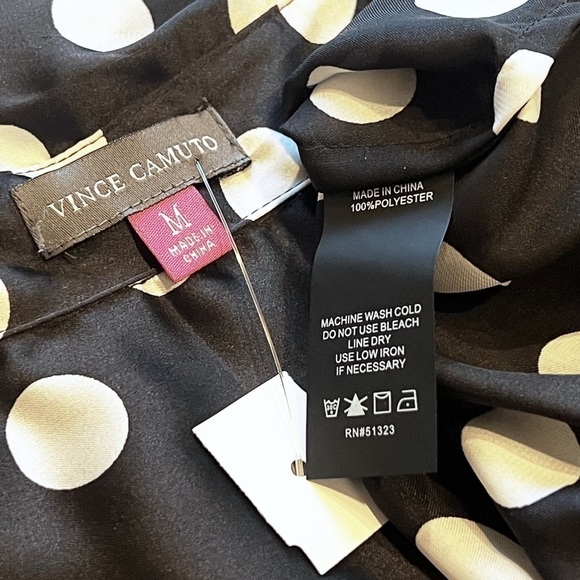 VINCE CAMUTO
M
MADE IN
CHINA
MADE IN CHINA
100%POLYESTER
MACHINE WASH COLD
DO NOT USE BLEACH
LINE DRY
USE LOW IRON
IF NECESSARY
RN#51323